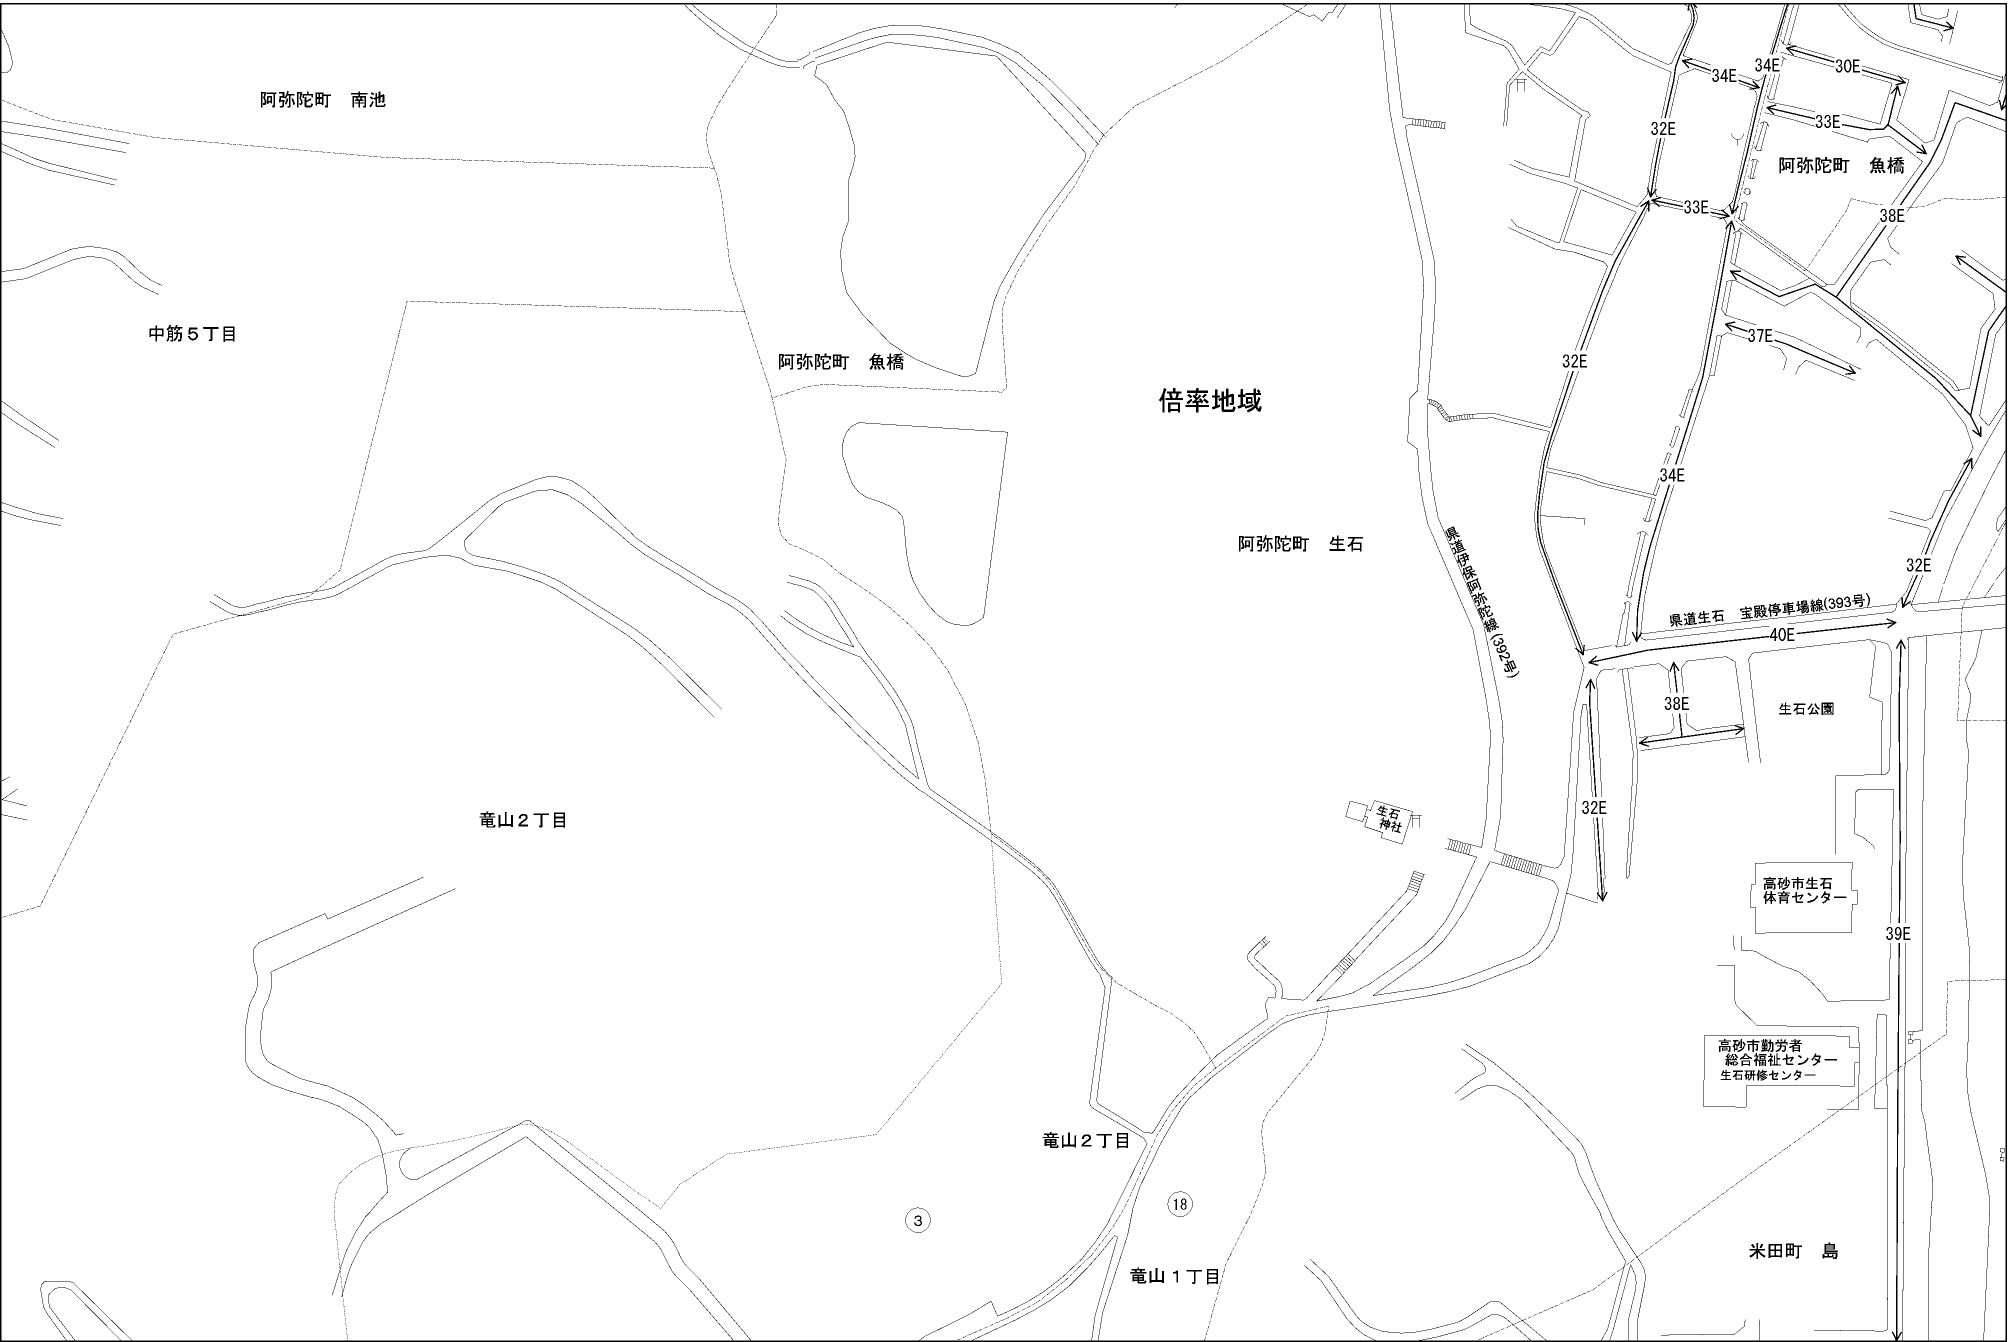 34E
34E
30E
阿弥陀町　南池
32E
33E
阿弥陀町　魚橋
33E
38E
中筋５丁目
37E
阿弥陀町　魚橋
32E
倍率地域
34E
阿弥陀町　生石
県道伊保阿弥陀線(392号)
32E
県道生石　宝殿停車場線(393号)
40E
38E
生石公園
32E
生石
神社
竜山２丁目
高砂市生石
体育センター
39E
高砂市勤労者
総合福祉センター
生石研修センター
竜山２丁目
18
3
米田町　島
竜山１丁目